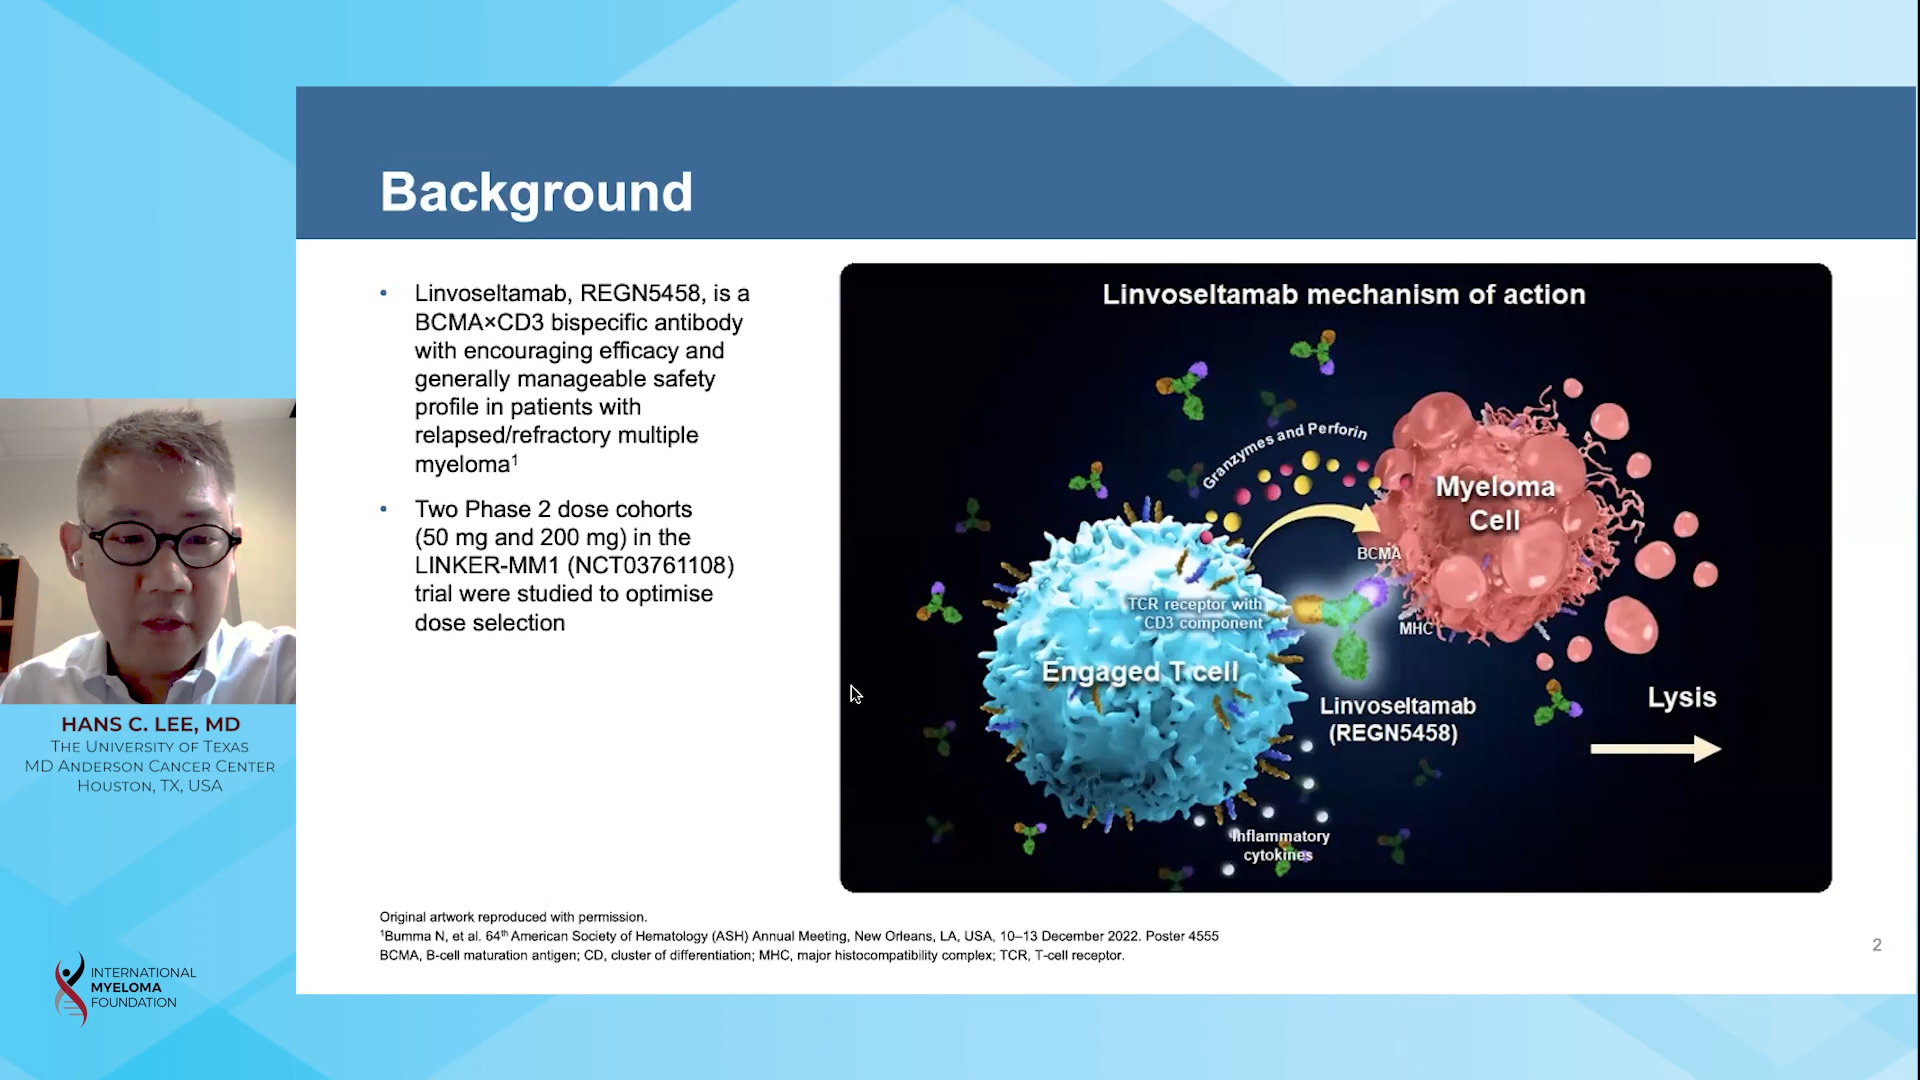 Background
• Linvoseltamab, REGN5458, is a
BCMA×CD3 bispecific antibody
with encouraging efficacy and
generally manageable safety
profile in patients with
relapsed/refractory multiple
myeloma¹
• Two Phase 2 dose cohorts
(50 mg and 200 mg) in the
LINKER-MM1 (NCT03761108)
trial were studied to optimise
dose selection
Linvoseltamab mechanism of action
Granzymes and Perforin
Myeloma
Cell
BCMA
TCR receptor with
CD3 component
MHC
Engaged T cell
Linvoseltamab
(REGN5458)
Lysis
Inflammatory
cytokines
Original artwork reproduced with permission.
¹Bumma N, et al. 64th American Society of Hematology (ASH) Annual Meeting, New Orleans, LA, USA, 10–13 December 2022. Poster 4555
BCMA, B-cell maturation antigen; CD, cluster of differentiation; MHC, major histocompatibility complex; TCR, T-cell receptor.
2
HANS C. LEE, MD
THE UNIVERSITY OF TEXAS
MD ANDERSON CANCER CENTER
HOUSTON, TX, USA
INTERNATIONAL
MYELOMA
FOUNDATION